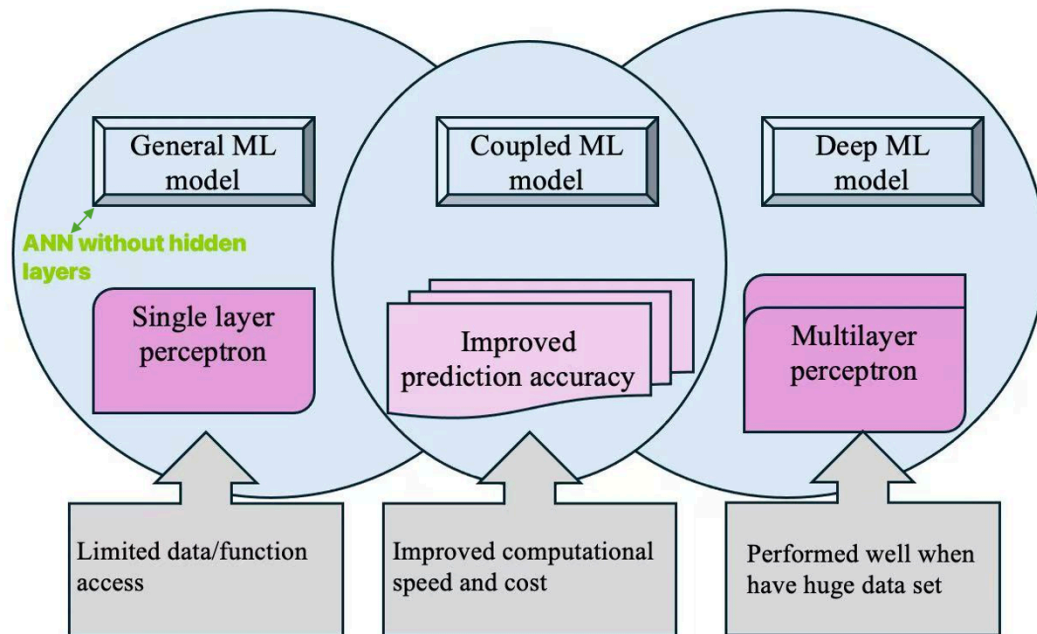 General ML
model
Coupled ML
model
Deep ML
model
ANN without hidden
layers
Single layer
perceptron
Improved
prediction accuracy
Multilayer
perceptron
Limited data/function
access
Improved computational
speed and cost
Performed well when
have huge data set